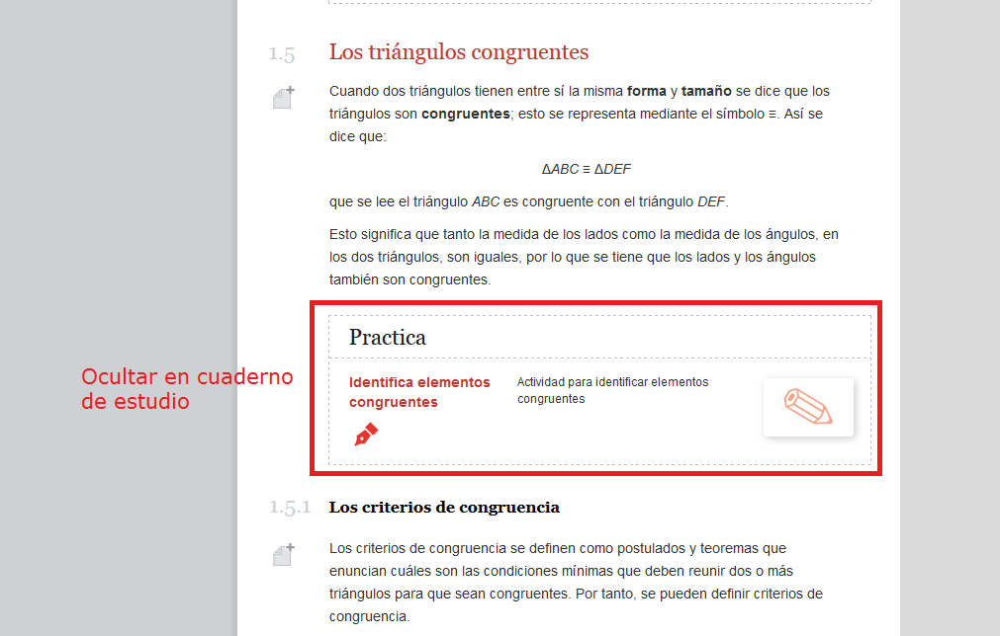 1.5 Los triángulos congruentes
Cuando dos triángulos tienen entre sí la misma forma y tamaño se dice que los
triángulos son congruentes; esto se representa mediante el símbolo ≡. Así se
dice que:
ΔABC ≡ ΔDEF
que se lee el triángulo ABC es congruente con el triángulo DEF.
Esto significa que tanto la medida de los lados como la medida de los ángulos, en
los dos triángulos, son iguales, por lo que se tiene que los lados y los ángulos
también son congruentes.
Practica
Ocultar en cuaderno
de estudio
Identifica elementos
congruentes
Actividad para identificar elementos
congruentes
1.5.1 Los criterios de congruencia
Los criterios de congruencia se definen como postulados y teoremas que
enuncian cuáles son las condiciones mínimas que deben reunir dos o más
triángulos para que sean congruentes. Por tanto, se pueden definir criterios de
congruencia.